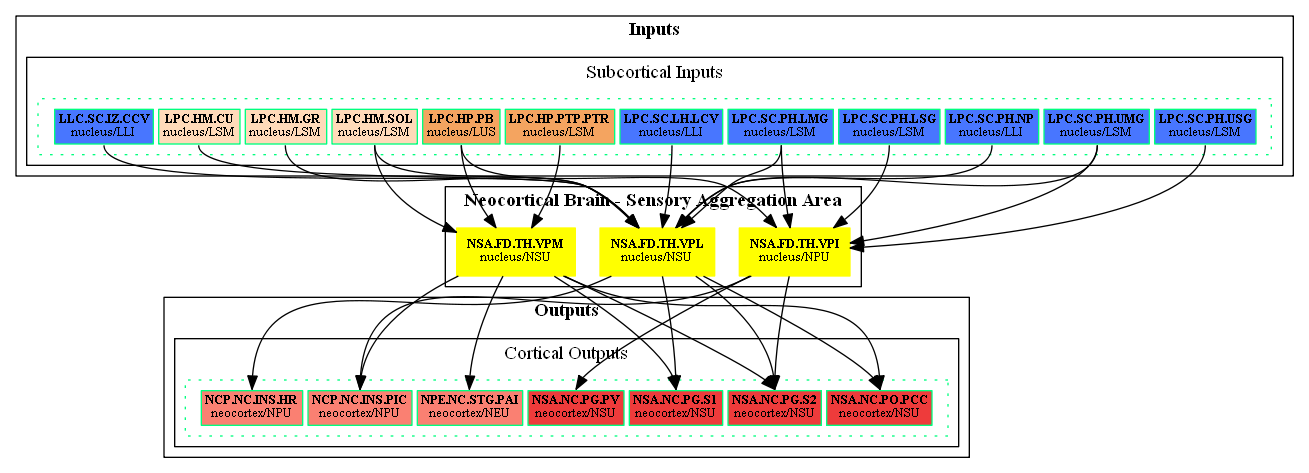 Inputs
Subcortical Inputs
LLC.SC.IZ.CCV
nucleus/LLI
LPC.HM.CU
nucleus/LSM
LPC.HM.GR
nucleus/LSM
LPC.HM.SOL
nucleus/LSM
LPC.HP.PB
nucleus/LUS
LPC.HP.PTP.PTR
nucleus/LSM
LPC.SC.LH.LCV
nucleus/LLI
LPC.SC.PH.LMG
nucleus/LSM
LPC.SC.PH.LSG
nucleus/LSM
LPC.SC.PH.NP
nucleus/LLI
LPC.SC.PH.UMG
nucleus/LSM
LPC.SC.PH.USG
nucleus/LSM
Neocortical Brain - Sensory Aggregation Area
NSA.FD.TH.VPM
nucleus/NSU
NSA.FD.TH.VPL
nucleus/NSU
NSA.FD.TH.VPI
nucleus/NPU
Outputs
Cortical Outputs
NCP.NC.INS.HR
neocortex/NPU
NCP.NC.INS.PIC
neocortex/NPU
NPE.NC.STG.PAI
neocortex/NEU
NSA.NC.PG.PV
neocortex/NSU
NSA.NC.PG.S1
neocortex/NSU
NSA.NC.PG.S2
neocortex/NSU
NSA.NC.PO.PCC
neocortex/NSU